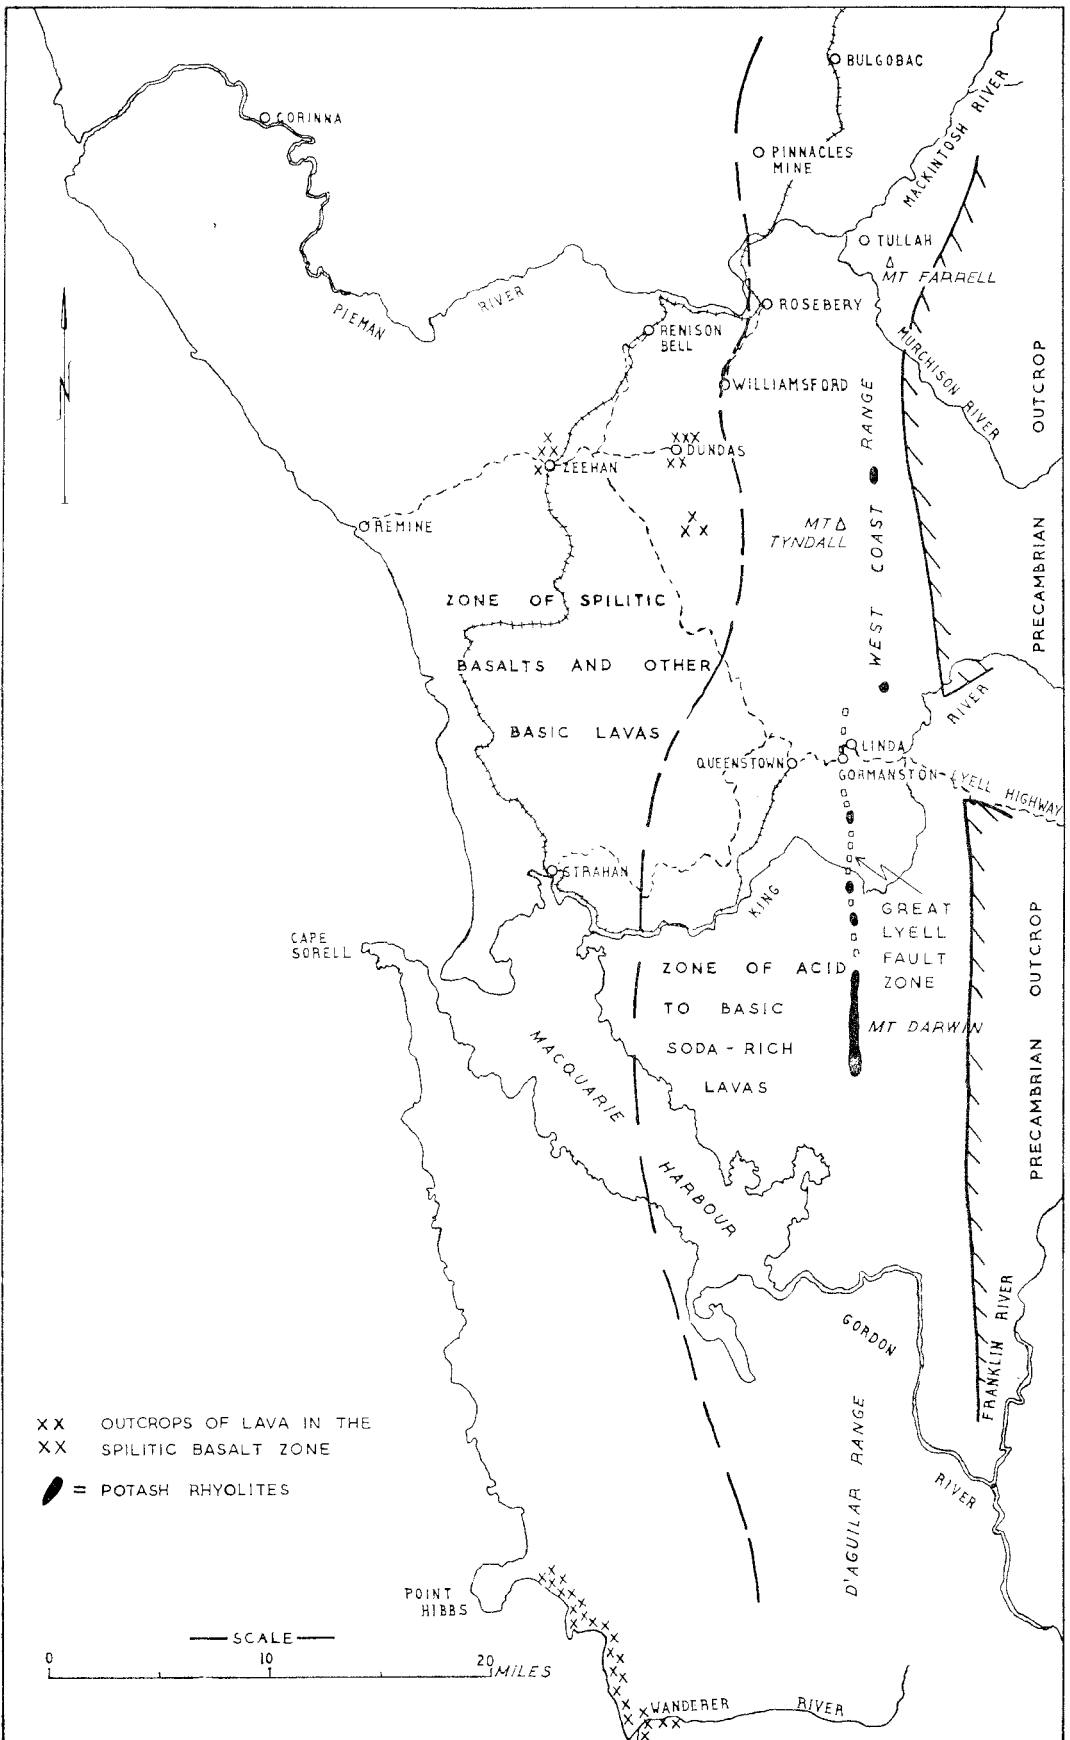 BULGOBAC
CORINNA
PINNACLES
MINE
MACKINTOSH RIVER
TULLAH
MT FARRELL
PIEMAN
RIVER
ROSEBERY
RENISON
BELL
MURCHISON RIVER
WILLIAMSFORD
N
WEST COAST RANGE
PRECAMBRIAN OUTCROP
DUNDAS
ZEEHAN
REMINE
MT
TYNDALL
ZONE OF SPILITIC
BASALTS AND OTHER
BASIC LAVAS
RIVER
LINDA
QUEENSTOWN
GORMANSTON
LYELL HIGHWAY
STRAHAN
KING
GREAT
LYELL
FAULT
ZONE
CAPE
SORELL
ZONE OF ACID
TO BASIC
SODA-RICH
LAVAS
MT DARWIN
PRECAMBRIAN OUTCROP
MACQUARIE
HARBOUR
GORDON
RIVER
FRANKLIN RIVER
D'AGUILAR RANGE
XX OUTCROPS OF LAVA IN THE
XX SPILITIC BASALT ZONE
= POTASH RHYOLITES
POINT
HIBBS
SCALE
0 10 20 MILES
WANDERER RIVER